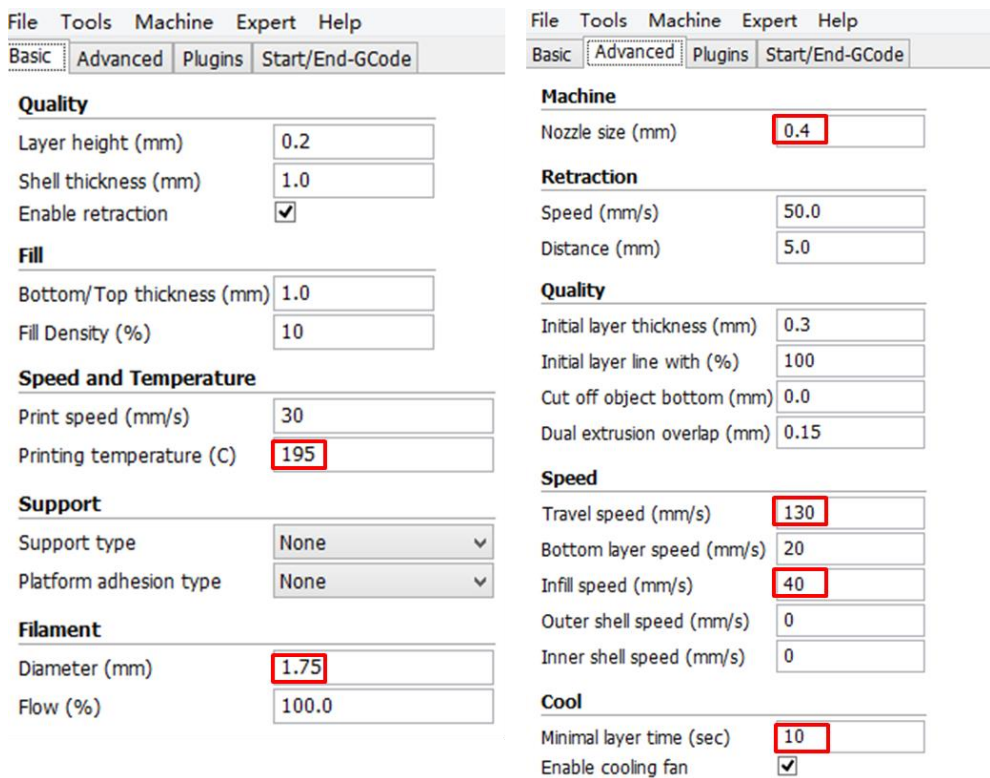 File Tools Machine Expert Help
Basic Advanced Plugins Start/End-GCode
Quality
Layer height (mm) 0.2
Shell thickness (mm) 1.0
Enable retraction
Fill
Bottom/Top thickness (mm) 1.0
Fill Density (%) 10
Speed and Temperature
Print speed (mm/s) 30
Printing temperature (C) 195
Support
Support type None
Platform adhesion type None
Filament
Diameter (mm) 1.75
Flow (%) 100.0
File Tools Machine Expert Help
Basic Advanced Plugins Start/End-GCode
Machine
Nozzle size (mm) 0.4
Retraction
Speed (mm/s) 50.0
Distance (mm) 5.0
Quality
Initial layer thickness (mm) 0.3
Initial layer line with (%) 100
Cut off object bottom (mm) 0.0
Dual extrusion overlap (mm) 0.15
Speed
Travel speed (mm/s) 130
Bottom layer speed (mm/s) 20
Infill speed (mm/s) 40
Outer shell speed (mm/s) 0
Inner shell speed (mm/s) 0
Cool
Minimal layer time (sec) 10
Enable cooling fan